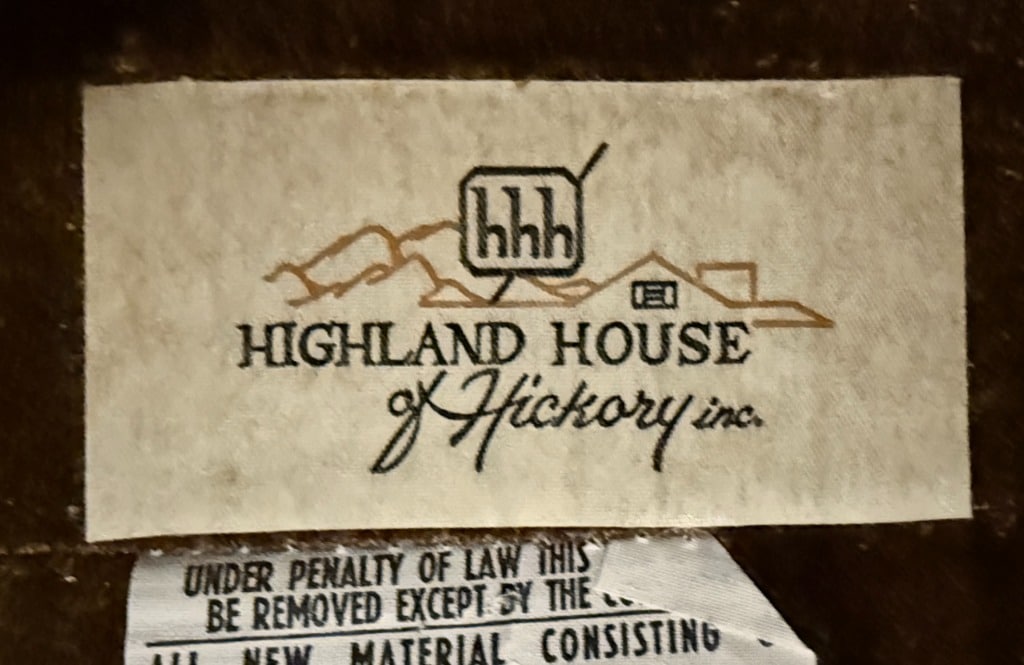 hhh
HIGHLAND HOUSE
of Hickory inc.
UNDER PENALTY OF LAW THIS
BE REMOVED EXCEPT BY THE
ALL NEW MATERIAL CONSISTING